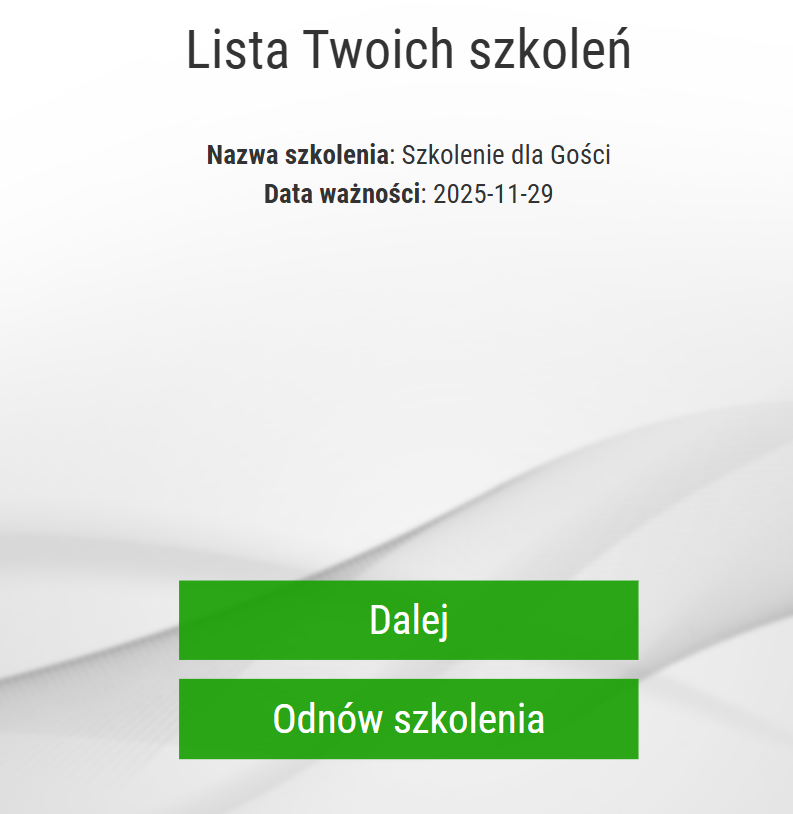 Lista Twoich szkoleń
Nazwa szkolenia: Szkolenie dla Gości
Data ważności: 2025-11-29
Dalej
Odnów szkolenia